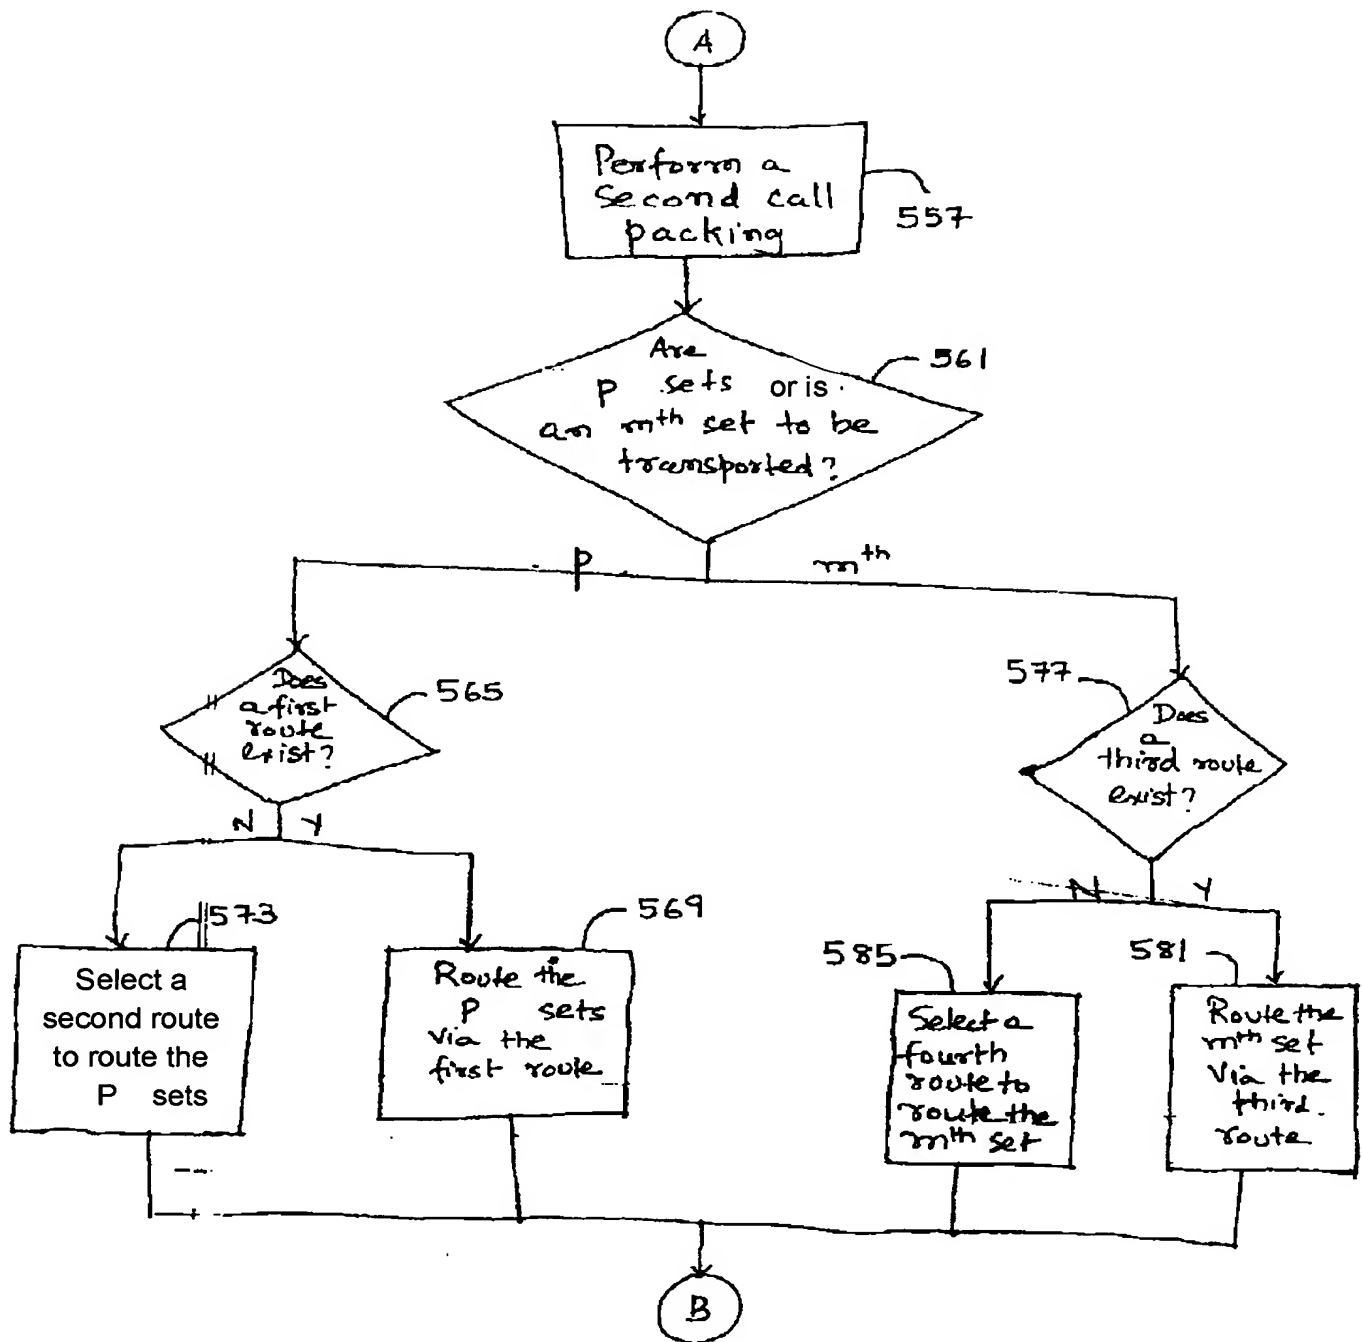 A
Perform a
second call
packing
557
Are
P sets or is
an mth set to be
transported?
561
P
mth
Does
a first
route
exist?
565
577
Does
a
third route
exist?
N Y
N Y
573
Select a
second route
to route the
P sets
569
Route the
P sets
via the
first route
585
Select a
fourth
route to
route the
mth set
581
Route the
mth set
via the
third
route
B